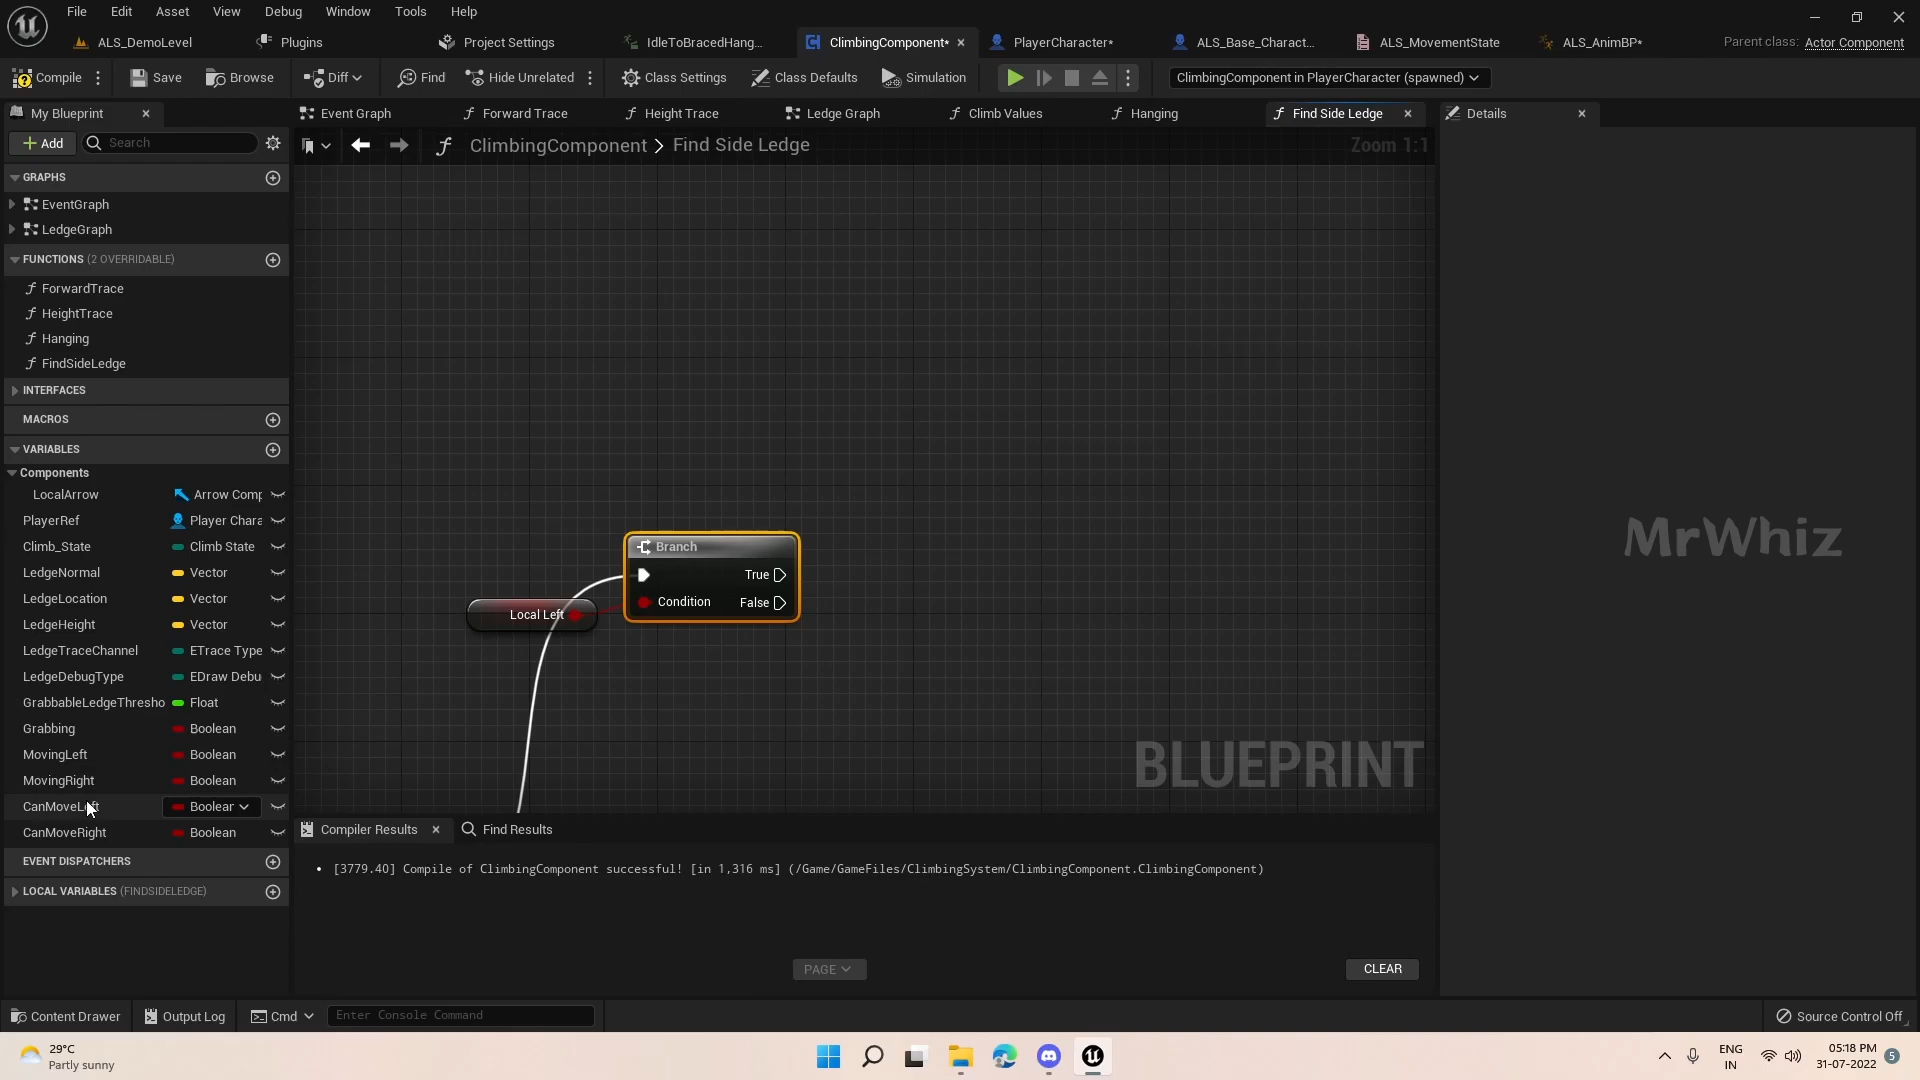 File Edit Asset View Debug Window Tools Help
ALS_DemoLevel Plugins Project Settings IdleToBracedHang... ClimbingComponent* PlayerCharacter* ALS_Base_Charact... ALS_MovementState ALS_AnimBP* Parent class: Actor Component
Compile Save Browse Diff Find Hide Unrelated Class Settings Class Defaults Simulation ClimbingComponent in PlayerCharacter (spawned)
My Blueprint Event Graph Forward Trace Height Trace Ledge Graph Climb Values Hanging Find Side Ledge Details
Add Search ClimbingComponent > Find Side Ledge Zoom 1:1
GRAPHS
EventGraph
LedgeGraph
FUNCTIONS (2 OVERRIDABLE)
ForwardTrace
HeightTrace
Hanging
FindSideLedge
INTERFACES
MACROS
VARIABLES
Components
LocalArrow Arrow Comp
PlayerRef Player Chara
Climb_State Climb State
LedgeNormal Vector
LedgeLocation Vector
LedgeHeight Vector
LedgeTraceChannel ETrace Type
LedgeDebugType EDraw Debu
GrabbableLedgeThresho Float
Grabbing Boolean
MovingLeft Boolean
MovingRight Boolean
CanMoveLeft Boolear
CanMoveRight Boolean
EVENT DISPATCHERS
LOCAL VARIABLES (FINDSIDELEDGE)
Branch
True
Condition False
Local Left
BLUEPRINT
MrWhiz
Compiler Results Find Results
[3779.40] Compile of ClimbingComponent successful! [in 1,316 ms] (/Game/GameFiles/ClimbingSystem/ClimbingComponent.ClimbingComponent)
PAGE CLEAR
Content Drawer Output Log Cmd Enter Console Command Source Control Off
29°C
Partly sunny
ENG
IN
05:18 PM
31-07-2022
5